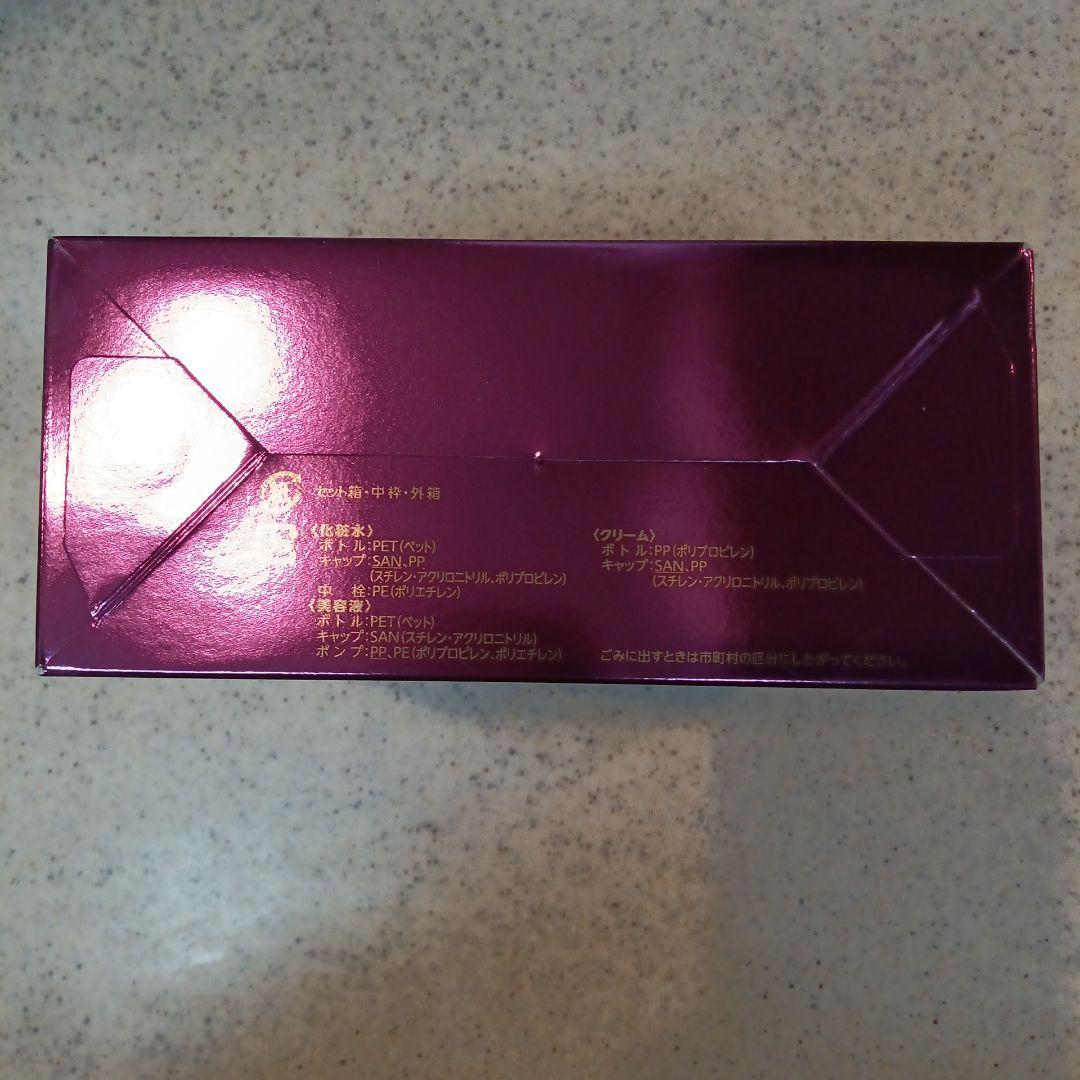 紙
セット箱・中枠・外箱
プラ
〈化粧水〉
ボトル:PET(ペット)
キャップ:SAN、PP
(スチレン・アクリロニトリル、ポリプロピレン)
中 栓:PE(ポリエチレン)
〈美容液〉
ボトル:PET(ペット)
キャップ:SAN(スチレン・アクリロニトリル)
ポンプ:PP、PE(ポリプロピレン、ポリエチレン)
〈クリーム〉
ボトル:PP(ポリプロピレン)
キャップ:SAN、PP
(スチレン・アクリロニトリル、ポリプロピレン)
ごみに出すときは市町村の区分にしたがってください。